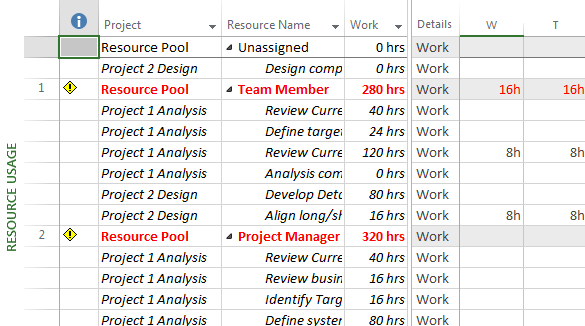 Project Resource Name Work Details W T
Resource Pool Unassigned 0 hrs Work
Project 2 Design Design comp 0 hrs Work
1 Resource Pool Team Member 280 hrs Work 16h 16h
Project 1 Analysis Review Curre 40 hrs Work
Project 1 Analysis Define target 24 hrs Work
Project 1 Analysis Review Curre 120 hrs Work 8h 8h
Project 1 Analysis Analysis com 0 hrs Work
Project 2 Design Develop Deta 80 hrs Work
Project 2 Design Align long/sh 16 hrs Work 8h 8h
2 Resource Pool Project Manager 320 hrs Work
Project 1 Analysis Review Curre 40 hrs Work
Project 1 Analysis Review busin 16 hrs Work
Project 1 Analysis Identify Targ 16 hrs Work
Project 1 Analysis Define system 80 hrs Work
RESOURCE USAGE